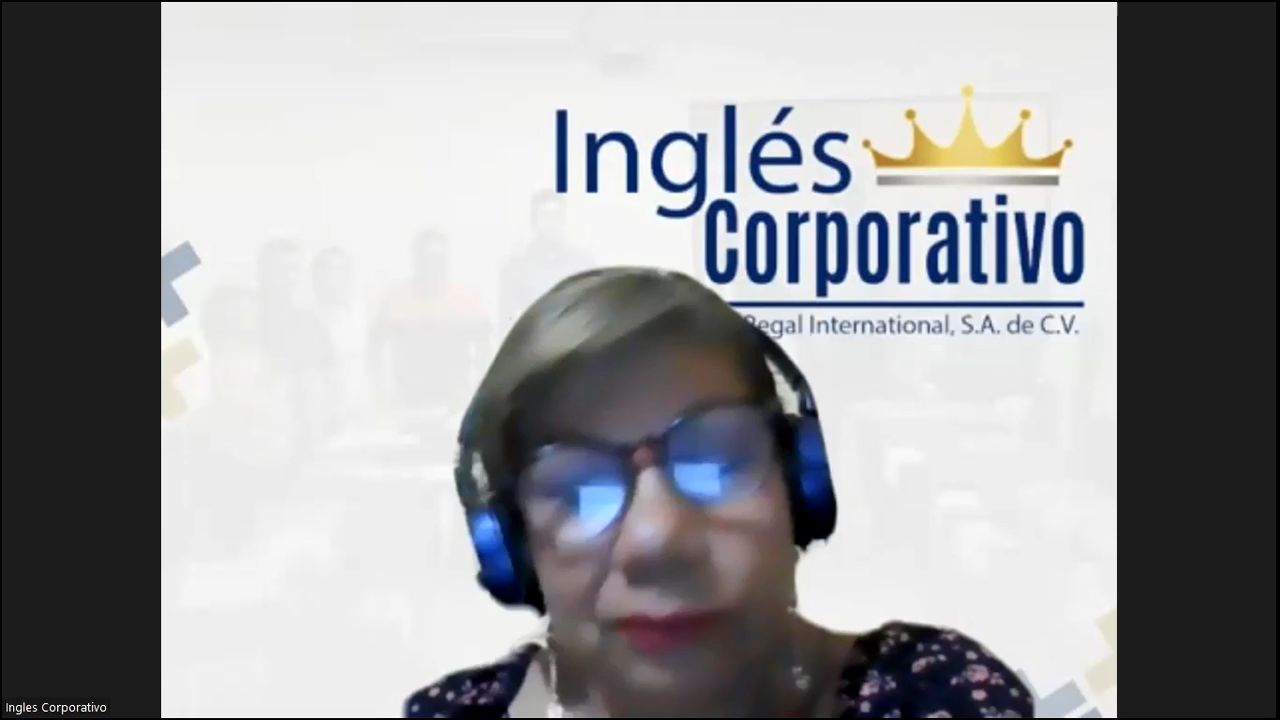 Inglés
Corporativo
Regal International, S.A. de C.V.
Ingles Corporativo